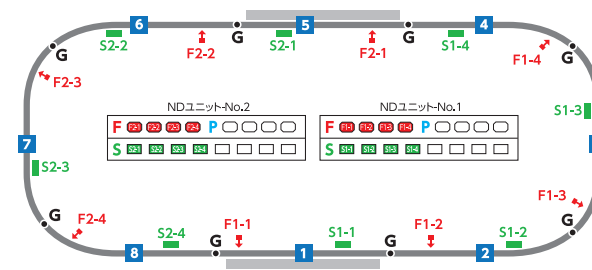 6 5 4
G G
S2-2 F2-2 S2-1 F2-1 S1-4 F1-4
G G
F2-3
S1-3
NDユニット-No.2 NDユニット-No.1
F F2-1 F2-2 F2-3 F2-4 P F F1-1 F1-2 F1-3 F1-4 P
S S2-1 S2-2 S2-3 S2-4 S S1-1 S1-2 S1-3 S1-4
7
S2-3
F1-3
G F2-4 G
S2-4 F1-1 S1-1 F1-2 S1-2
G G
8 1 2